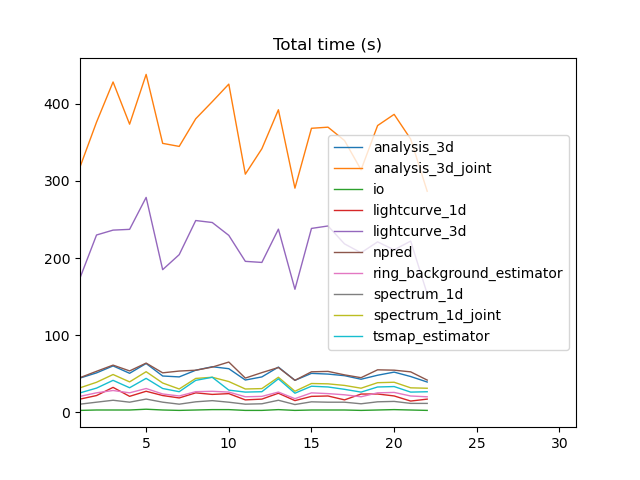 Total time (s)
400
300
200
100
0
analysis_3d
analysis_3d_joint
io
lightcurve_1d
lightcurve_3d
npred
ring_background_estimator
spectrum_1d
spectrum_1d_joint
tsmap_estimator
5 10 15 20 25 30